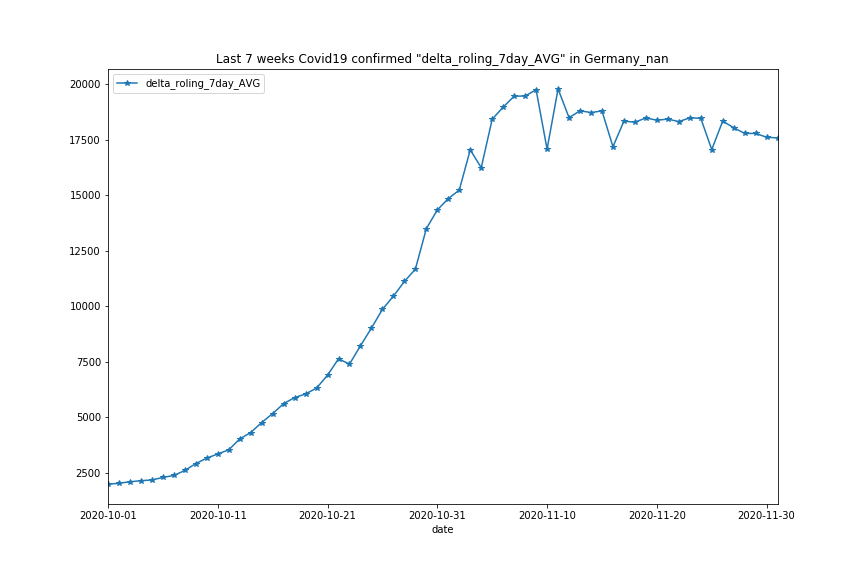 Last 7 weeks Covid19 confirmed "delta_roling_7day_AVG" in Germany_nan
delta_roling_7day_AVG
20000
17500
15000
12500
10000
7500
5000
2500
2020-10-01 2020-10-11 2020-10-21 2020-10-31 2020-11-10 2020-11-20 2020-11-30
date